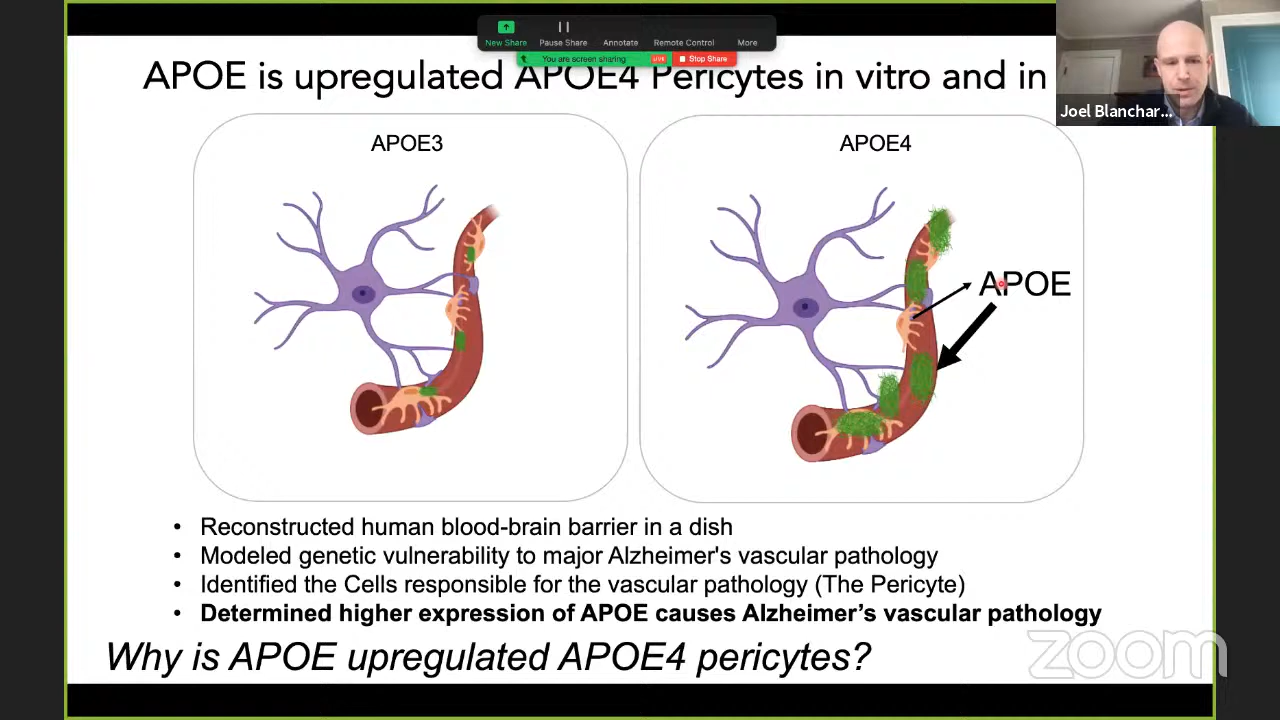 New Share
Pause Share
Annotate
Remote Control
More
You are screen sharing
LIVE
Stop Share
APOE is upregulated APOE4 Pericytes in vitro and in
Joel Blanchar...
APOE3
APOE4
APOE
• Reconstructed human blood-brain barrier in a dish
• Modeled genetic vulnerability to major Alzheimer's vascular pathology
• Identified the Cells responsible for the vascular pathology (The Pericyte)
• Determined higher expression of APOE causes Alzheimer's vascular pathology
Why is APOE upregulated APOE4 pericytes?
zoom